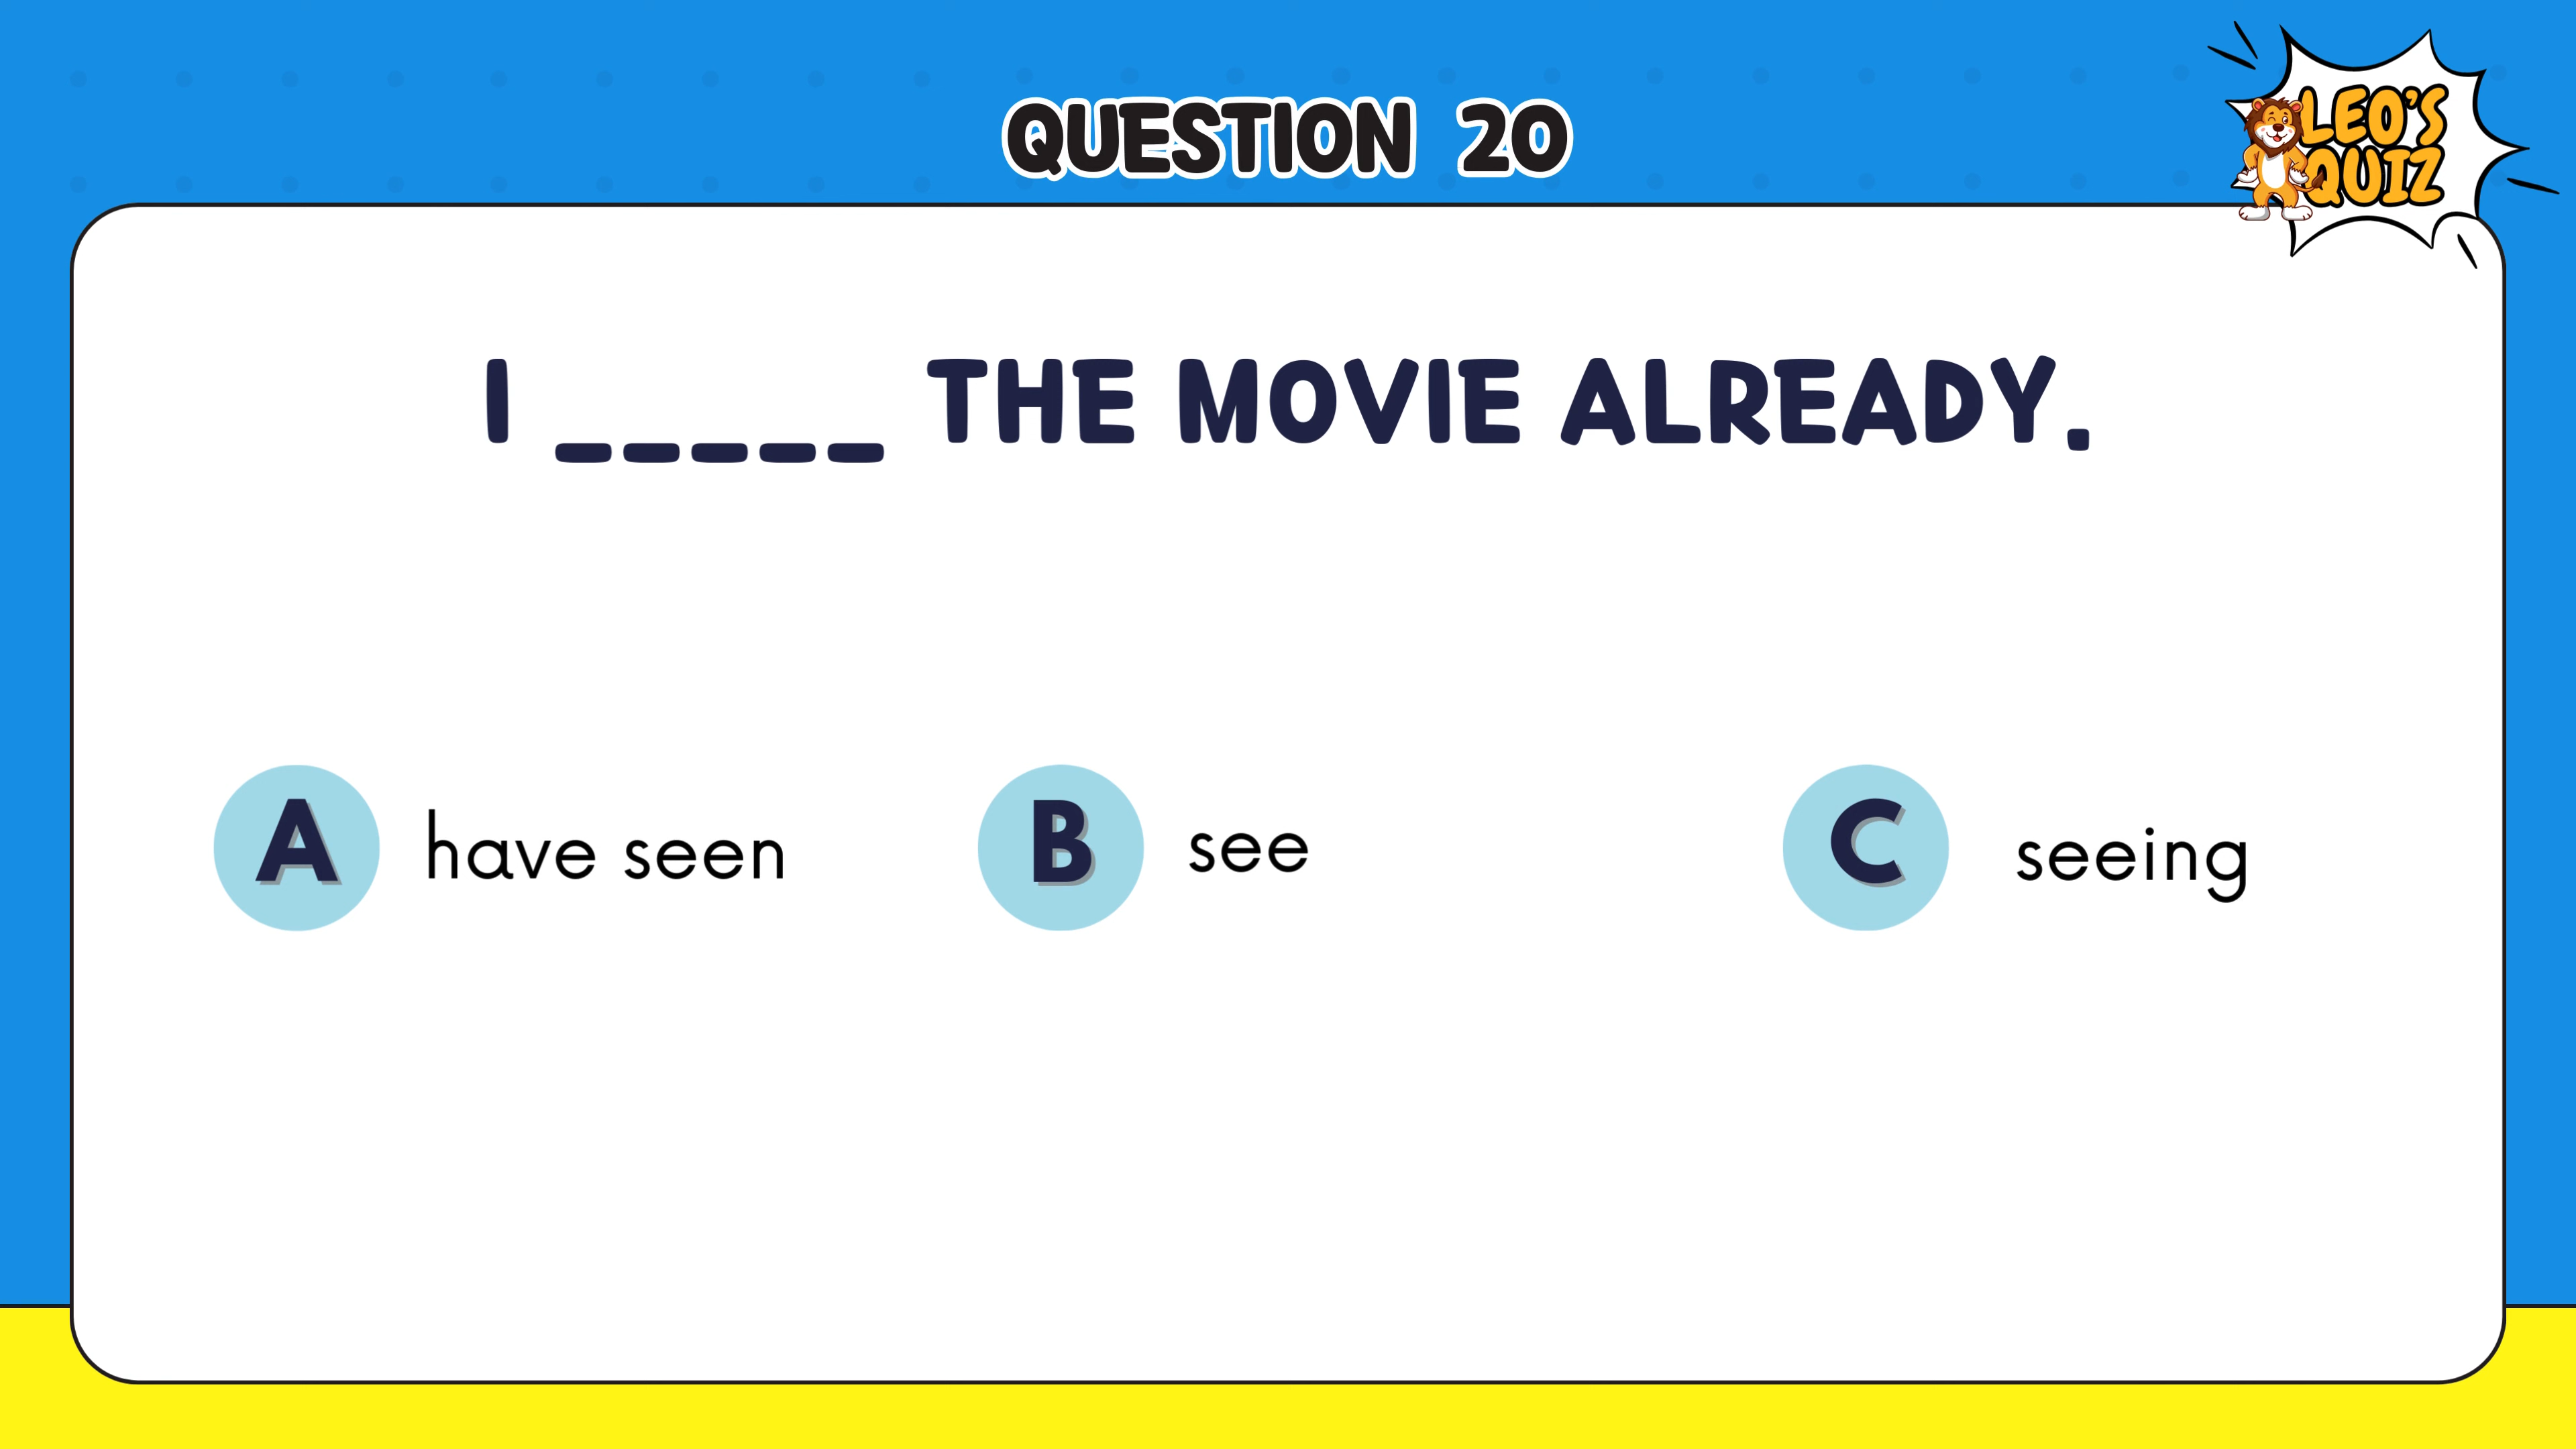 QUESTION 20
LEO'S
QUIZ
I _____ THE MOVIE ALREADY.
A have seen
B see
C seeing